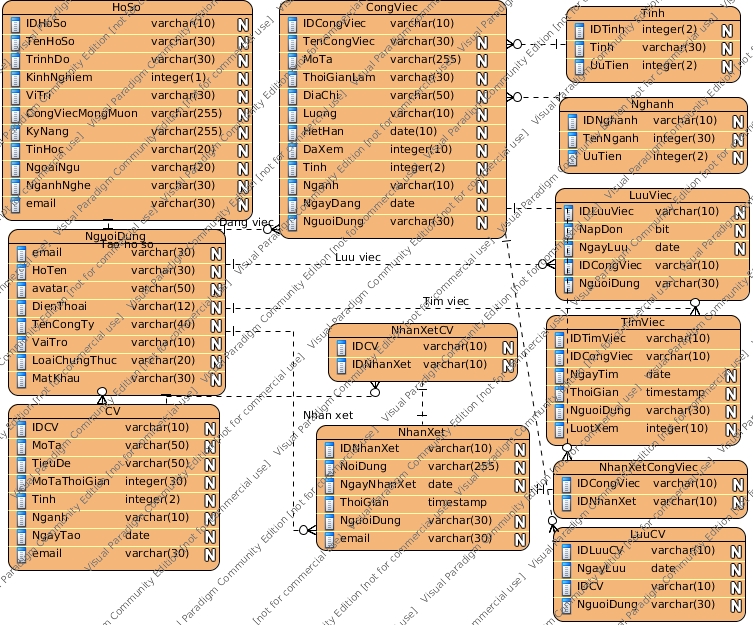 HoSo
IDHoSo varchar(10) N
TenHoSo varchar(30) N
TrinhDo varchar(30) N
KinhNghiem integer(1) N
ViTri varchar(30) N
CongViecMongMuon varchar(255) N
KyNang varchar(255) N
TinHoc varchar(20) N
NgoaiNgu varchar(20) N
NganhNghe varchar(30) N
email varchar(30) N
CongViec
IDCongViec varchar(10)
TenCongViec varchar(30) N
MoTa varchar(255) N
ThoiGianLam varchar(30) N
DiaChi varchar(50) N
Luong varchar(10) N
HetHan date(10) N
DaXem integer(10) N
Tinh integer(2) N
Nganh varchar(10) N
NgayDang date N
NguoiDung varchar(30) N
Tinh
IDTinh integer(2) N
Tinh varchar(30) N
UuTien integer(2) N
Nghanh
IDNghanh varchar(10) N
TenNganh integer(30) N
UuTien integer(2) N
LuuViec
IDLuuViec varchar(10) N
NapDon bit N
NgayLuu date N
IDCongViec varchar(10)
NguoiDung varchar(30)
Dang viec
Tao ho so
Luu viec
Tim viec
Nhan xet
NguoiDung
email varchar(30) N
HoTen varchar(30) N
avatar varchar(50) N
DienThoai varchar(12) N
TenCongTy varchar(40) N
VaiTro varchar(10) N
LoaiChungThuc varchar(20) N
MatKhau varchar(30) N
NhanXetCV
IDCV varchar(10) N
IDNhanXet varchar(10) N
TimViec
IDTimViec varchar(10)
IDCongViec varchar(10)
NgayTim date N
ThoiGian timestamp N
NguoiDung varchar(30) N
LuotXem integer(10) N
CV
IDCV varchar(10) N
MoTa varchar(50) N
TieuDe varchar(50) N
MoTaThoiGian integer(30) N
Tinh integer(2) N
Nganh varchar(10) N
NgayTao date N
email varchar(30) N
NhanXet
IDNhanXet varchar(10) N
NoiDung varchar(255) N
NgayNhanXet date N
ThoiGian timestamp N
NguoiDung varchar(30) N
email varchar(30) N
NhanXetCongViec
IDCongViec varchar(10) N
IDNhanXet varchar(10) N
LuuCV
IDLuuCV varchar(10) N
NgayLuu date N
IDCV varchar(10) N
NguoiDung varchar(30) N
Visual Paradigm Community Edition [not for commercial use]